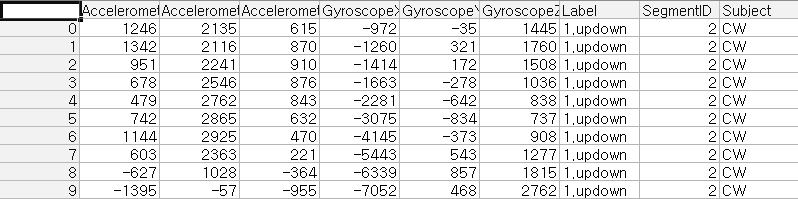 Acceleromet Acceleromet Acceleromet GyroscopeX GyroscopeY GyroscopeZ Label SegmentID Subject
0 1246 2135 615 -972 -35 1445 1,updown 2 CW
1 1342 2116 870 -1260 321 1760 1,updown 2 CW
2 951 2241 910 -1414 172 1508 1,updown 2 CW
3 678 2546 876 -1663 -278 1036 1,updown 2 CW
4 479 2762 843 -2281 -642 838 1,updown 2 CW
5 742 2865 632 -3075 -834 737 1,updown 2 CW
6 1144 2925 470 -4145 -373 908 1,updown 2 CW
7 603 2363 221 -5443 543 1277 1,updown 2 CW
8 -627 1028 -364 -6339 857 1815 1,updown 2 CW
9 -1395 -57 -955 -7052 468 2762 1,updown 2 CW